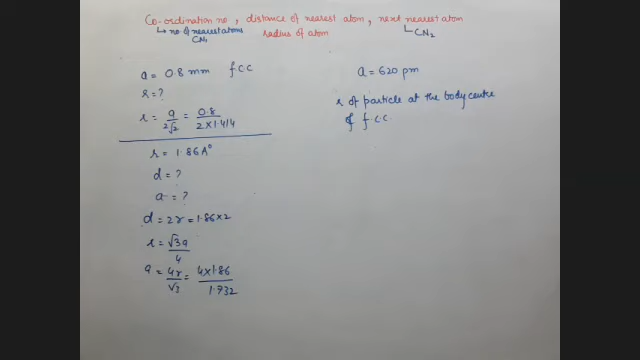 Co-ordination no, distance of nearest atom, next nearest atom
↳ no of nearest atoms
CN₁
radius of atom
↳ CN₂
a = 0.8 mm fCC
r = ?
r = a/2√2 = 0.8/2×1.414
r = 1.86 A°
d = ?
a = ?
d = 2r = 1.86×2
r = √3a/4
a = 4r/√3 = 4×1.86/1.732
a = 620 pm
r of particle at the body centre
of f CC